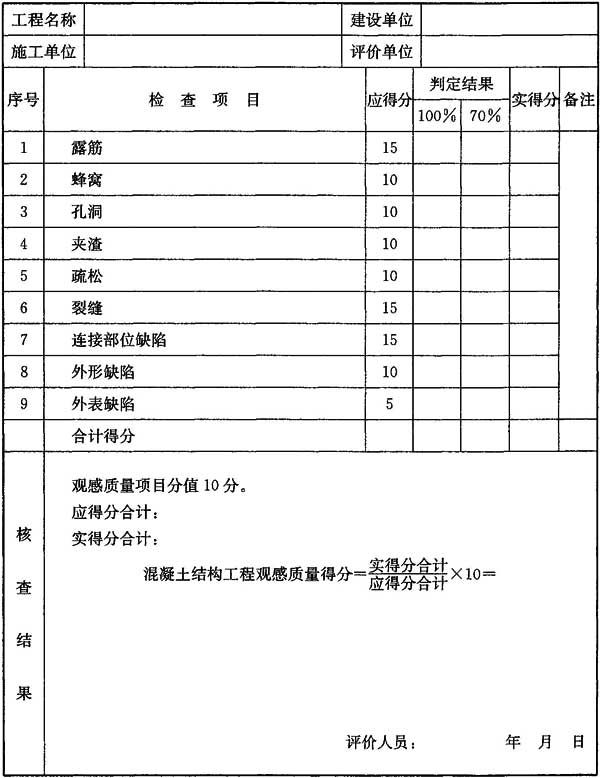 工程名称 建设单位
施工单位 评价单位
序号 检 查 项 目 应得分 判定结果 实得分 备注
100% 70%
1 露筋 15
2 蜂窝 10
3 孔洞 10
4 夹渣 10
5 疏松 10
6 裂缝 15
7 连接部位缺陷 15
8 外形缺陷 10
9 外表缺陷 5
合计得分
核查结果
观感质量项目分值10分。
应得分合计:
实得分合计:
混凝土结构工程观感质量得分=实得分合计/应得分合计×10=
评价人员: 年 月 日